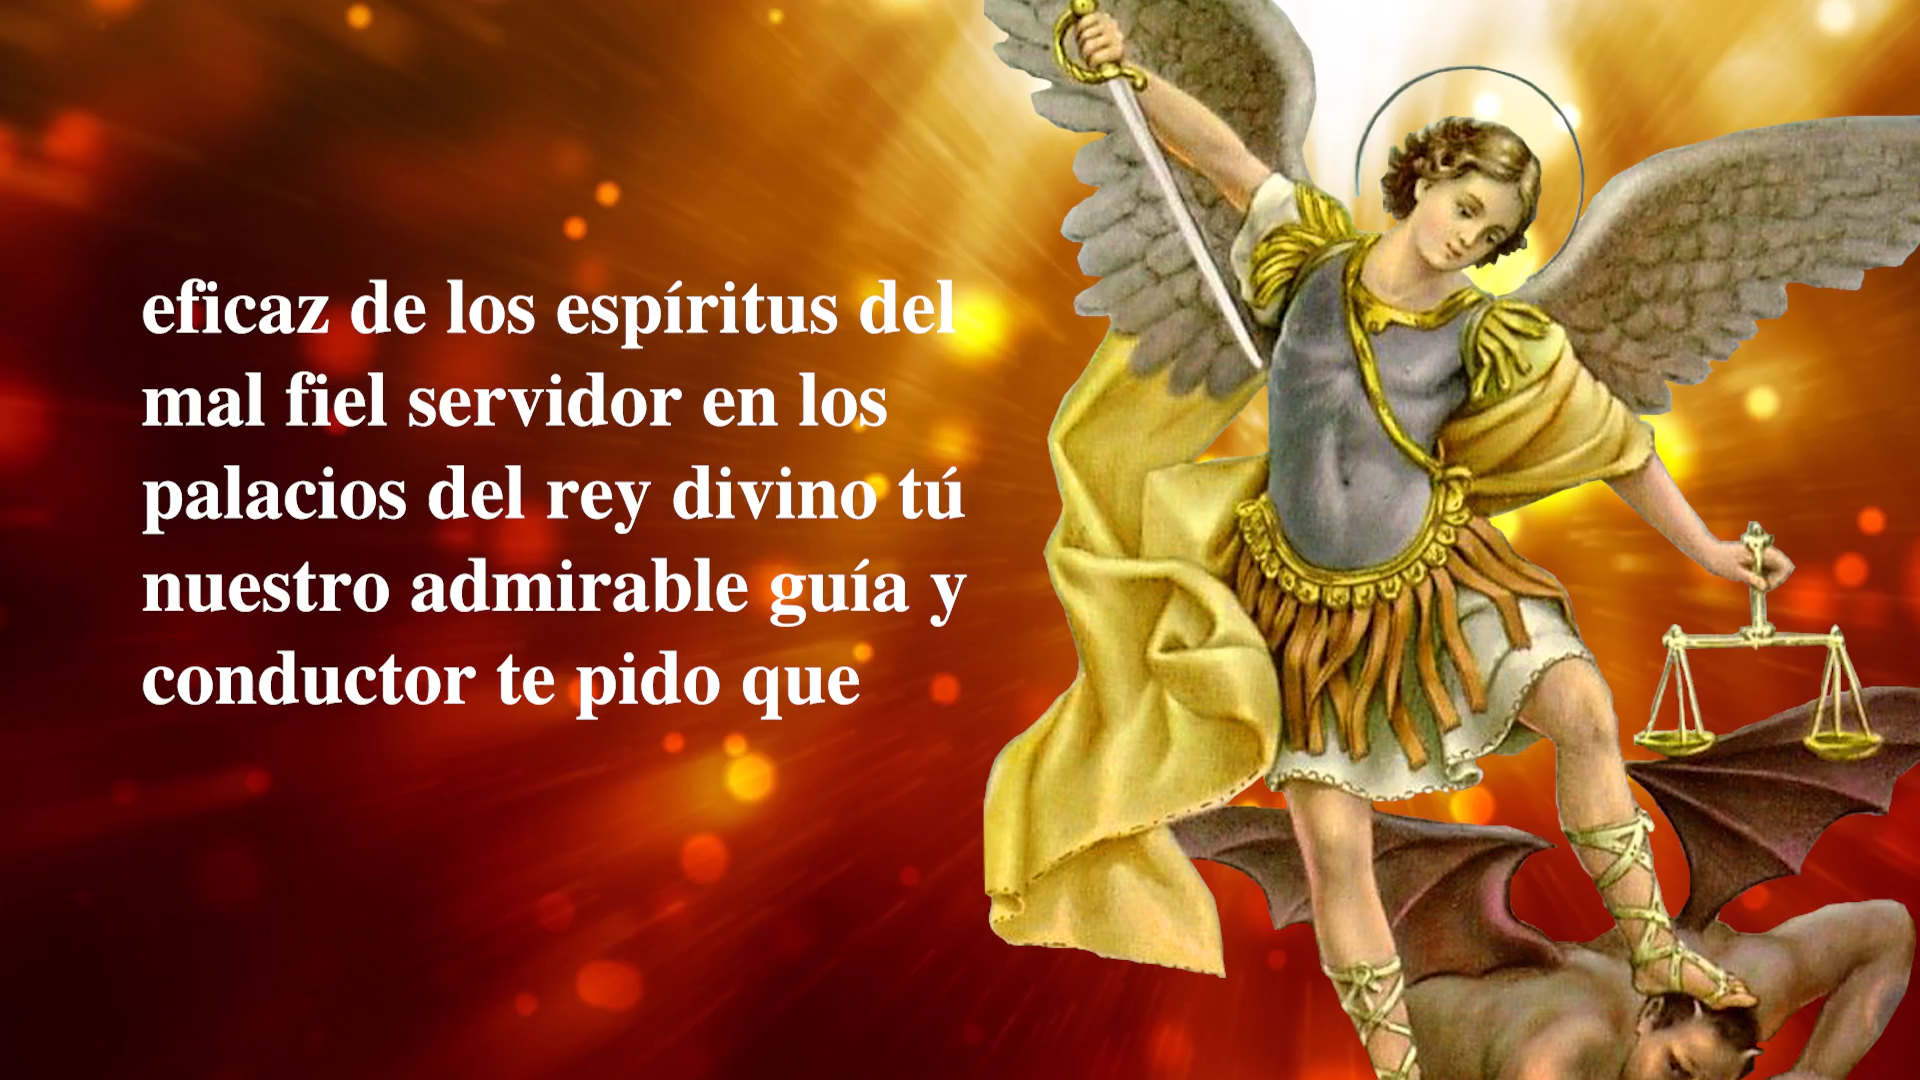 eficaz de los espíritus del
mal fiel servidor en los
palacios del rey divino tú
nuestro admirable guía y
conductor te pido que